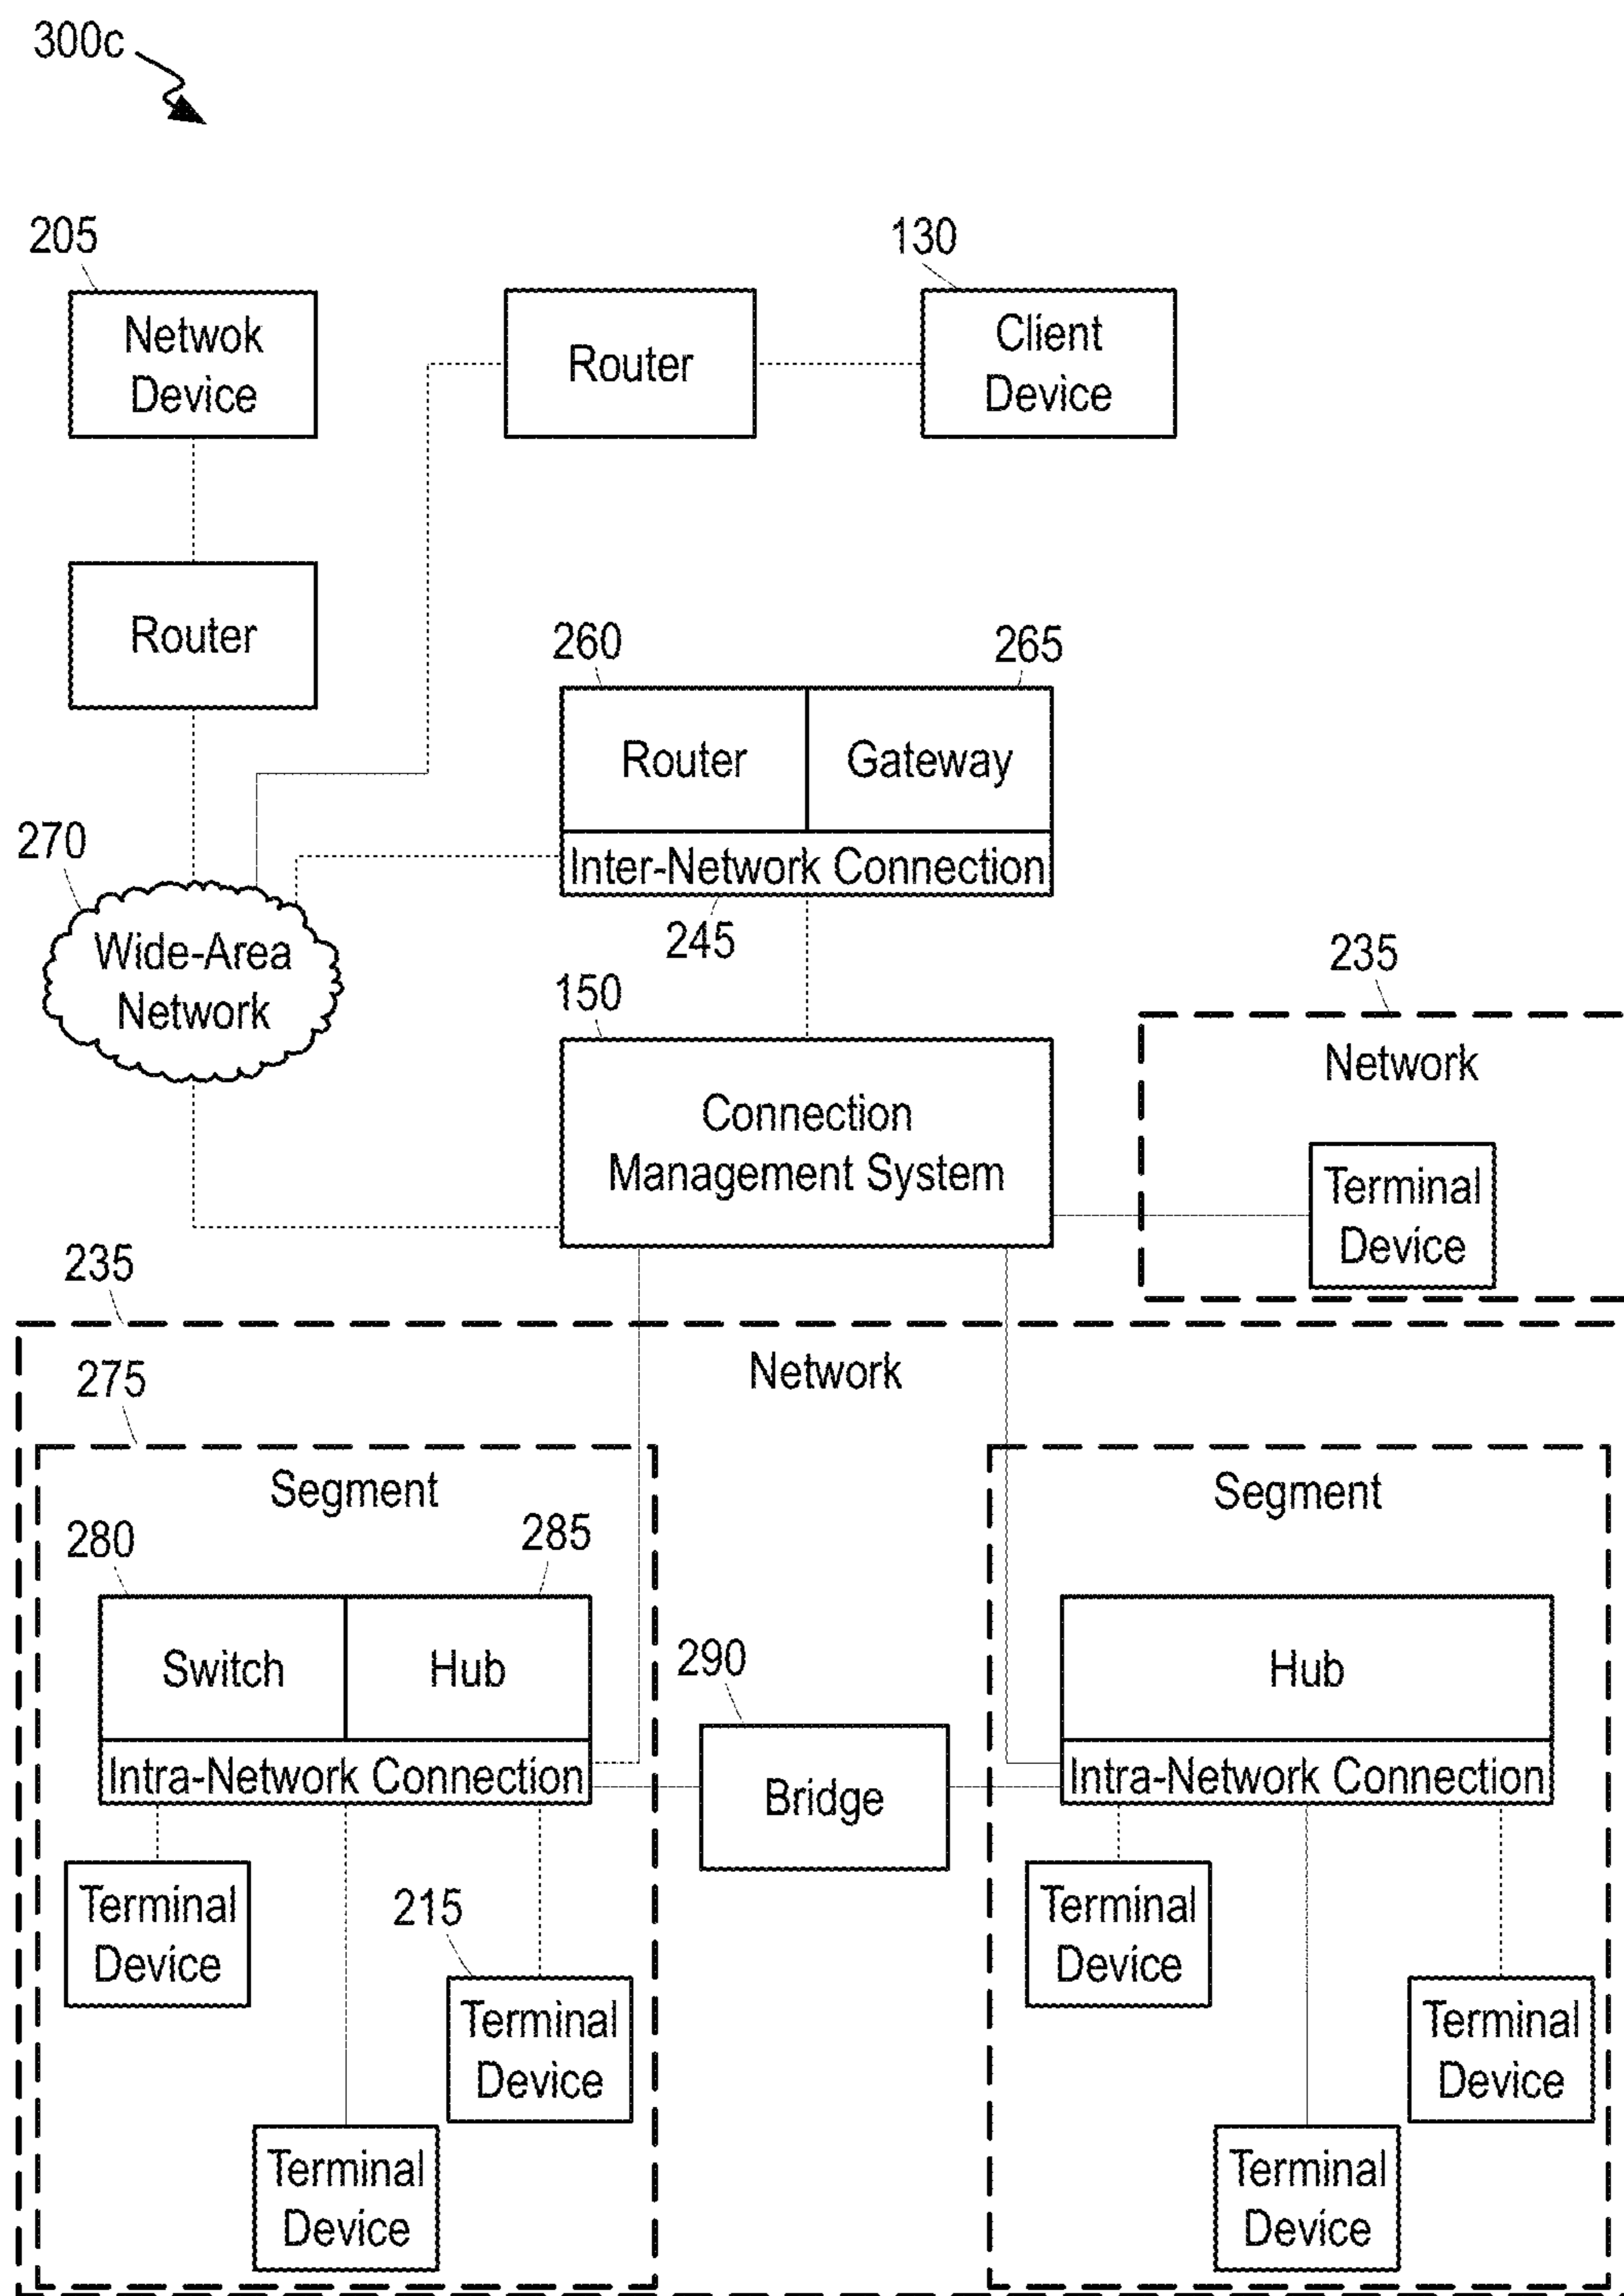 300c
205
130
Netwok
Device
Router
Client
Device
Router
260
265
Router
Gateway
Inter-Network Connection
245
270
Wide-Area
Network
150
Connection
Management System
235
Network
Terminal
Device
235
Network
275
Segment
280
285
Switch
Hub
Intra-Network Connection
290
Bridge
Segment
Hub
Intra-Network Connection
Terminal
Device
215
Terminal
Device
Terminal
Device
Terminal
Device
Terminal
Device
Terminal
Device